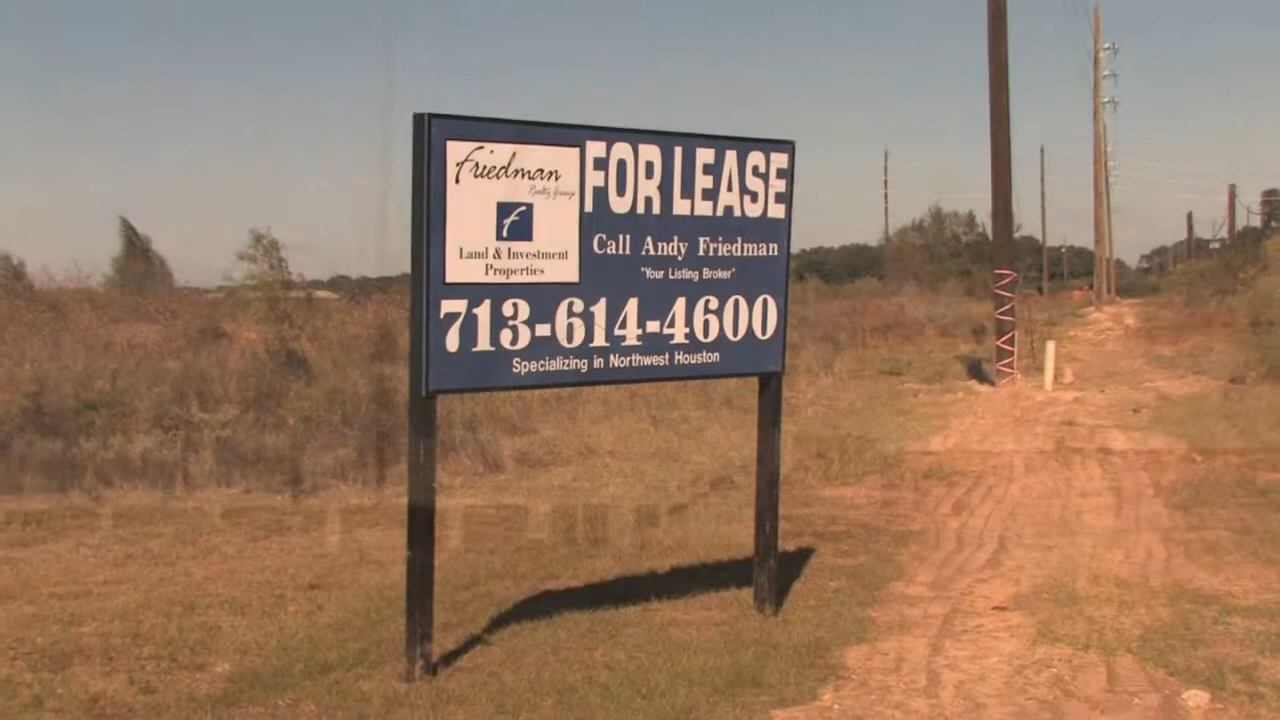 Friedman
Realty Group
f
Land & Investment
Properties
FOR LEASE
Call Andy Friedman
"Your Listing Broker"
713-614-4600
Specializing in Northwest Houston